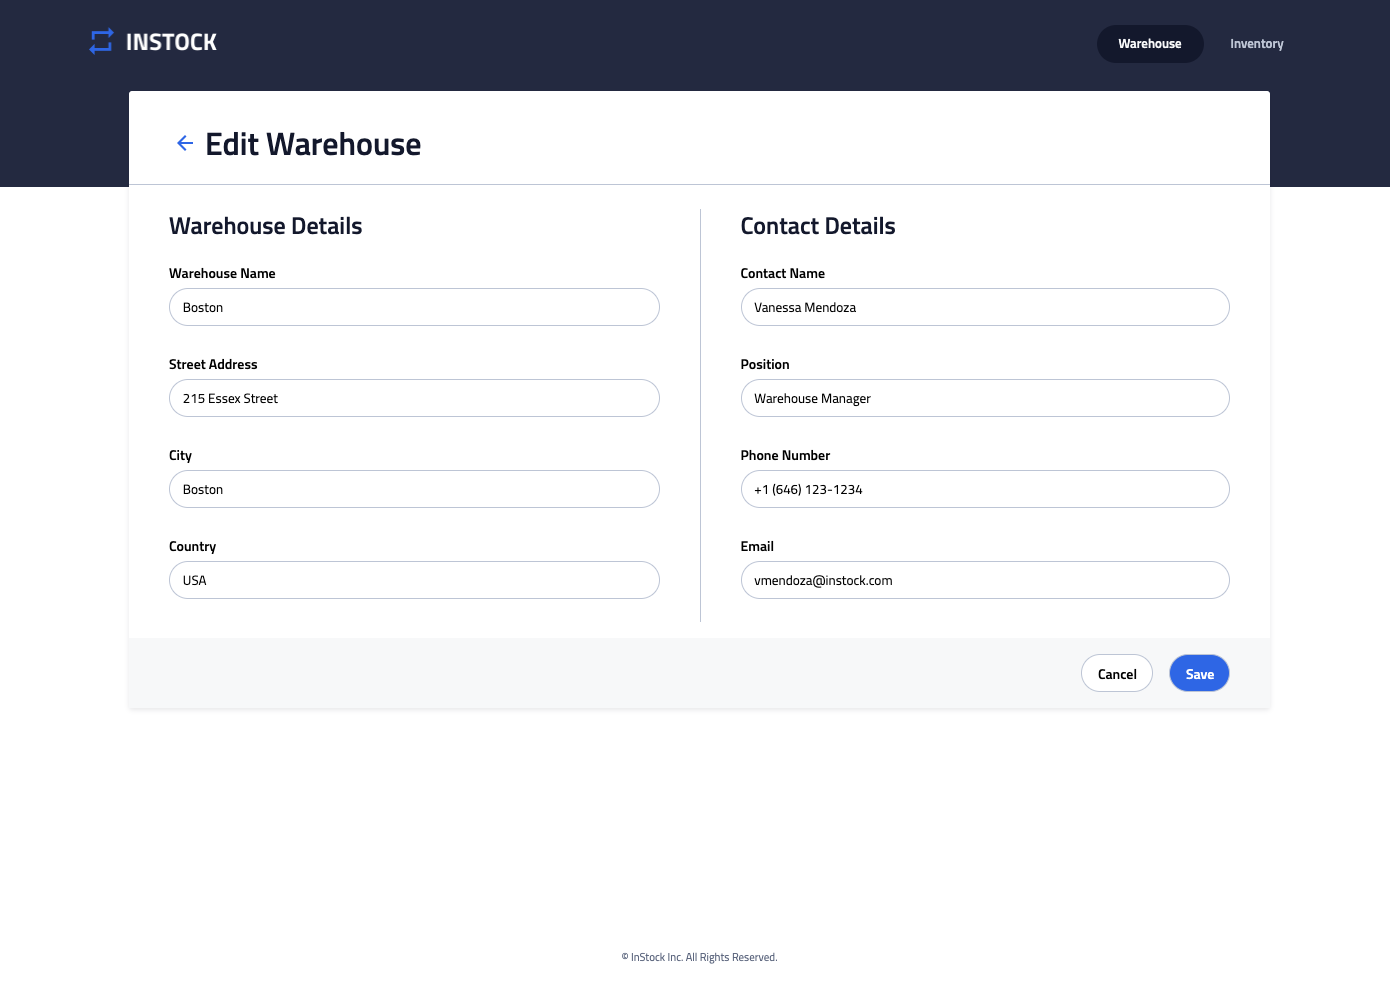 INSTOCK
Warehouse
Inventory
Edit Warehouse
Warehouse Details
Warehouse Name
Boston
Street Address
215 Essex Street
City
Boston
Country
USA
Contact Details
Contact Name
Vanessa Mendoza
Position
Warehouse Manager
Phone Number
+1 (646) 123-1234
Email
vmendoza@instock.com
Cancel
Save
© InStock Inc. All Rights Reserved.